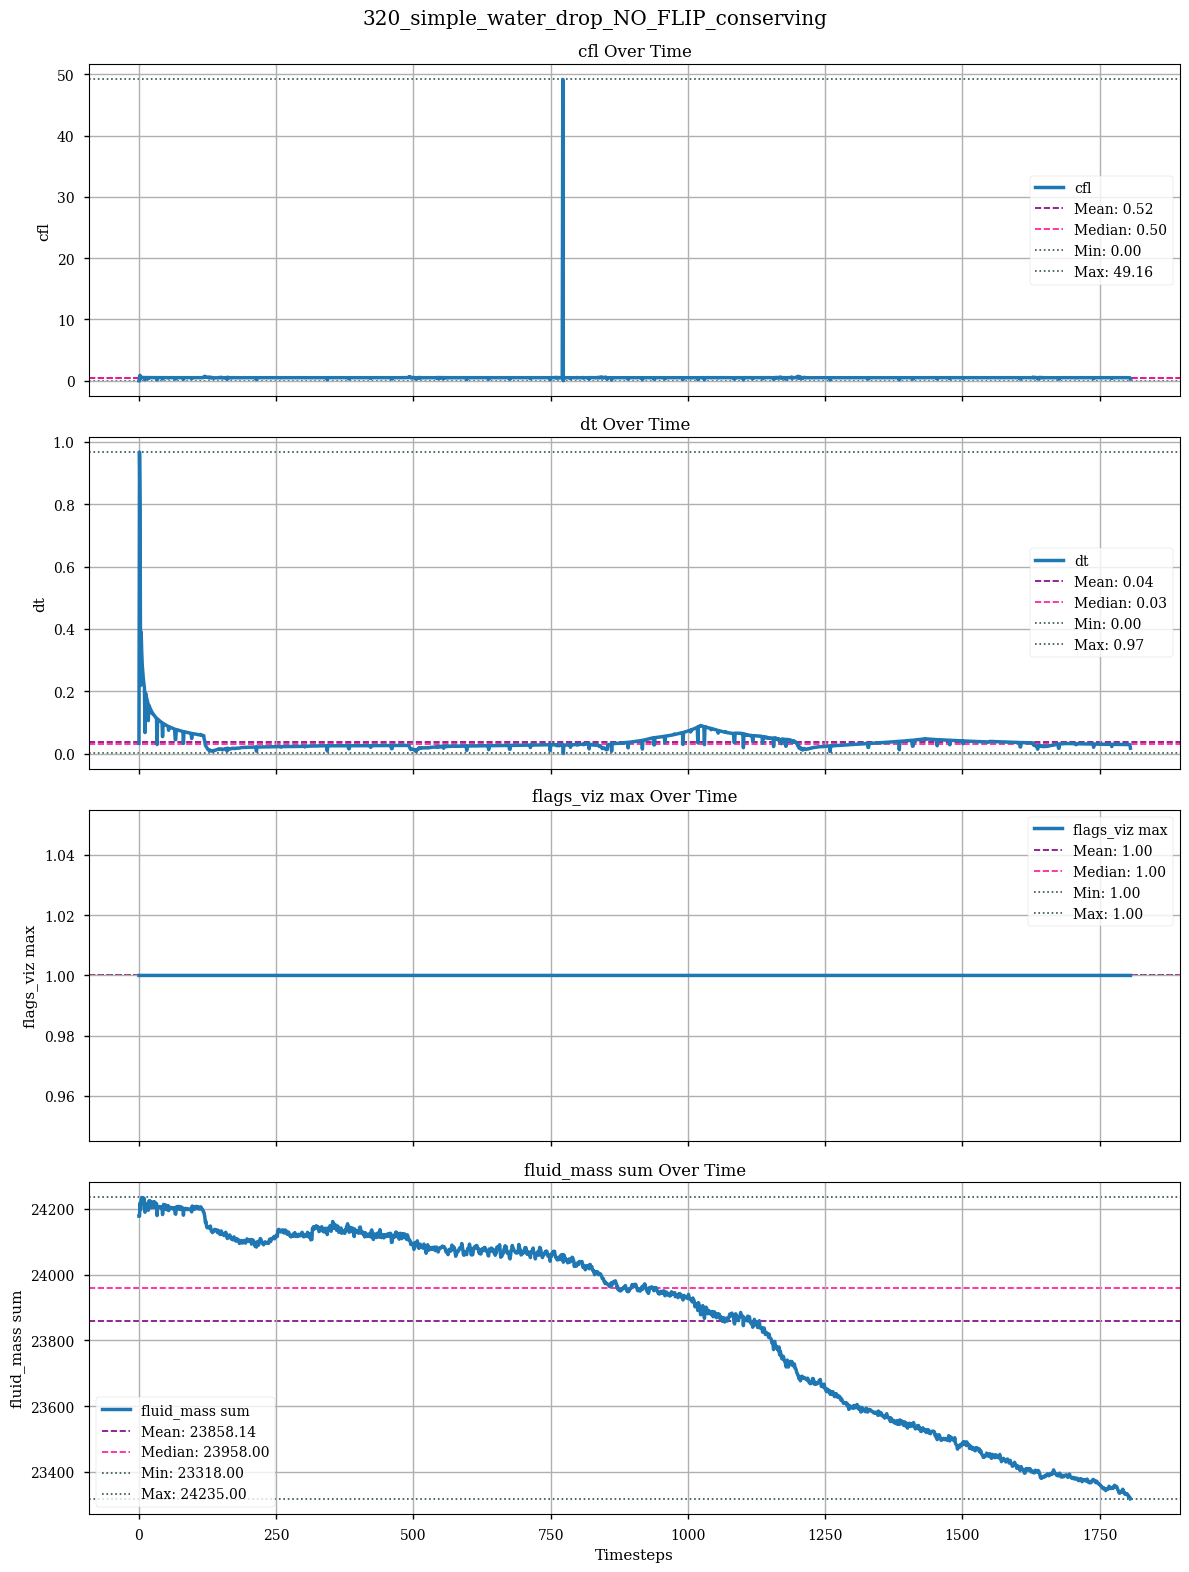 320_simple_water_drop_NO_FLIP_conserving
cfl Over Time
50
40
30
20
10
0
cfl
cfl
Mean: 0.52
Median: 0.50
Min: 0.00
Max: 49.16
dt Over Time
1.0
0.8
0.6
0.4
0.2
0.0
dt
dt
Mean: 0.04
Median: 0.03
Min: 0.00
Max: 0.97
flags_viz max Over Time
1.04
1.02
1.00
0.98
0.96
flags_viz max
flags_viz max
Mean: 1.00
Median: 1.00
Min: 1.00
Max: 1.00
fluid_mass sum Over Time
24200
24000
23800
23600
23400
fluid_mass sum
fluid_mass sum
Mean: 23858.14
Median: 23958.00
Min: 23318.00
Max: 24235.00
0 250 500 750 1000 1250 1500 1750
Timesteps